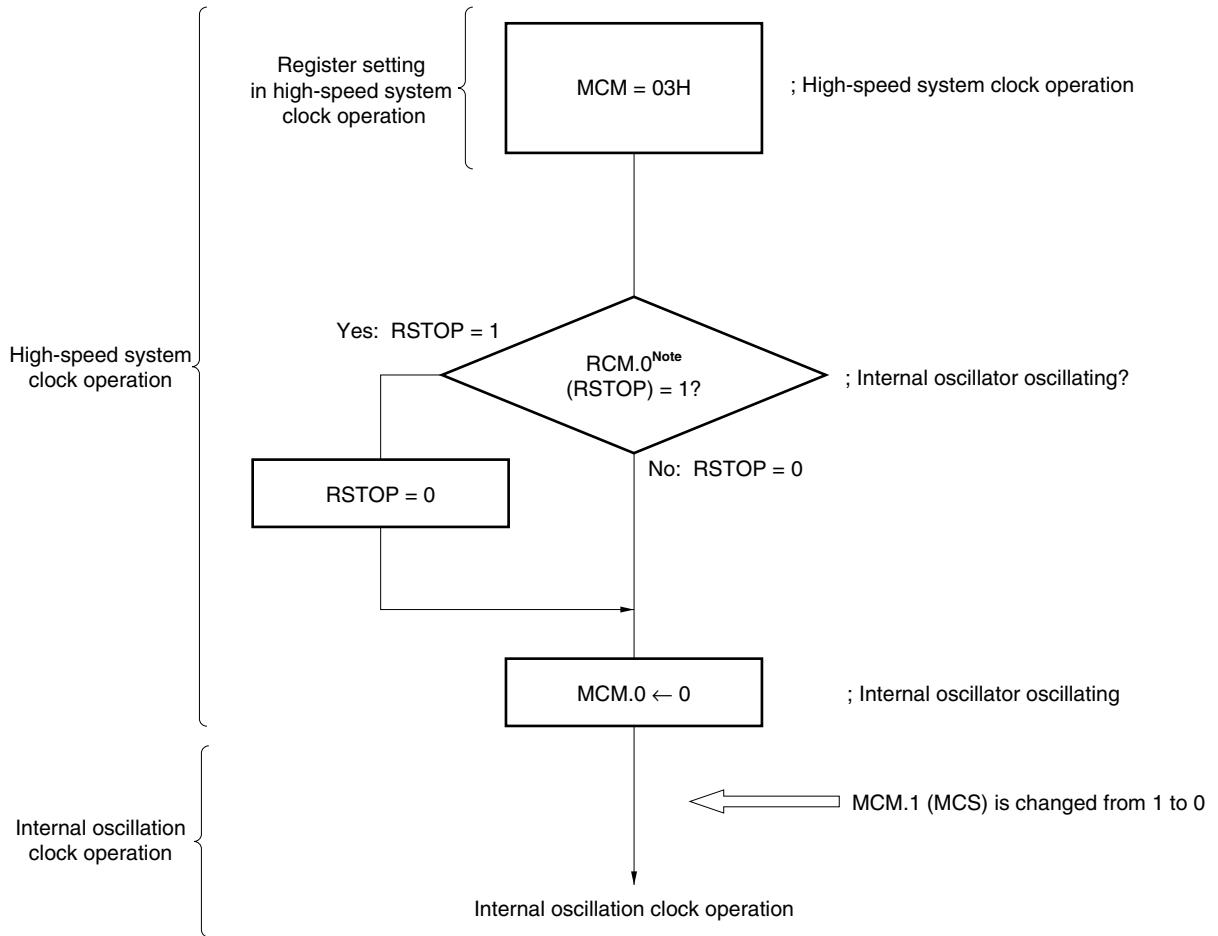 Register setting
in high-speed system
clock operation
MCM = 03H
; High-speed system clock operation
High-speed system
clock operation
Yes: RSTOP = 1
RCM.0Note
(RSTOP) = 1?
; Internal oscillator oscillating?
No: RSTOP = 0
RSTOP = 0
MCM.0 ← 0
; Internal oscillator oscillating
Internal oscillation
clock operation
MCM.1 (MCS) is changed from 1 to 0
Internal oscillation clock operation